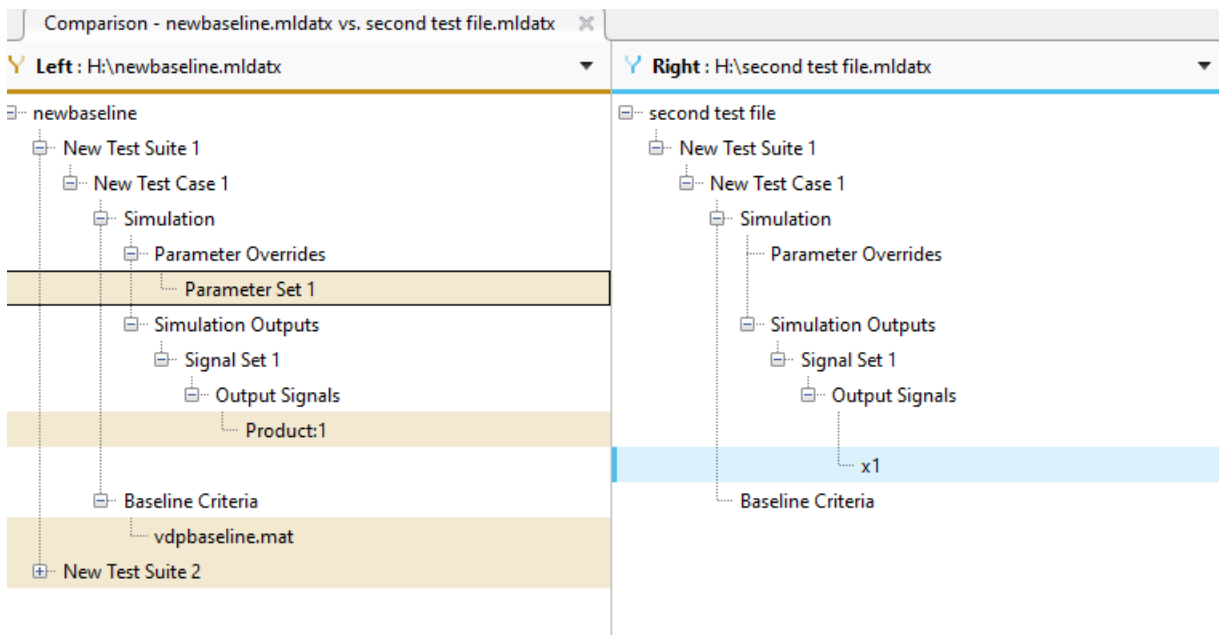 Comparison - newbaseline.mldatx vs. second test file.mldatx
Left : H:\newbaseline.mldatx
newbaseline
New Test Suite 1
New Test Case 1
Simulation
Parameter Overrides
Parameter Set 1
Simulation Outputs
Signal Set 1
Output Signals
Product:1
Baseline Criteria
vdpbaseline.mat
New Test Suite 2
Right : H:\second test file.mldatx
second test file
New Test Suite 1
New Test Case 1
Simulation
Parameter Overrides
Simulation Outputs
Signal Set 1
Output Signals
x1
Baseline Criteria